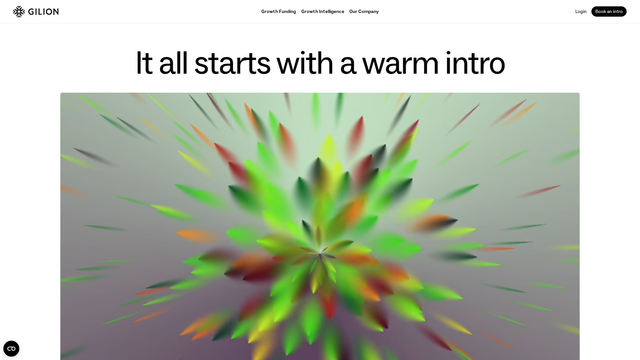 GILION
Growth Funding Growth Intelligence Our Company
Login Book an intro
It all starts with a warm intro